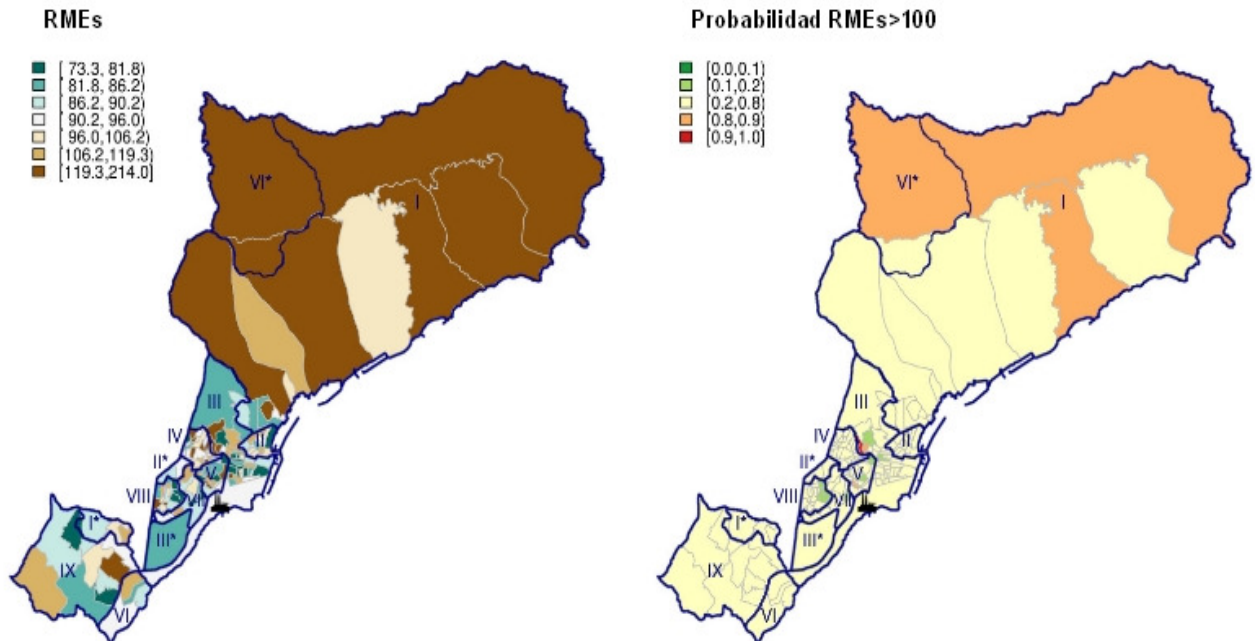 RMEs
[ 73.3, 81.8)
[ 81.8, 86.2)
[ 86.2, 90.2)
[ 90.2, 96.0)
[ 96.0,106.2)
[106.2,119.3)
[119.3,214.0]
VI*
I
III
IV
II
II*
V
VIII
VII
III*
I*
IX
VI
Probabilidad RMEs>100
[0.0,0.1)
[0.1,0.2)
[0.2,0.8)
[0.8,0.9)
[0.9,1.0]
VI*
I
III
IV
II
II*
V
VIII
VII
III*
I*
IX
VI